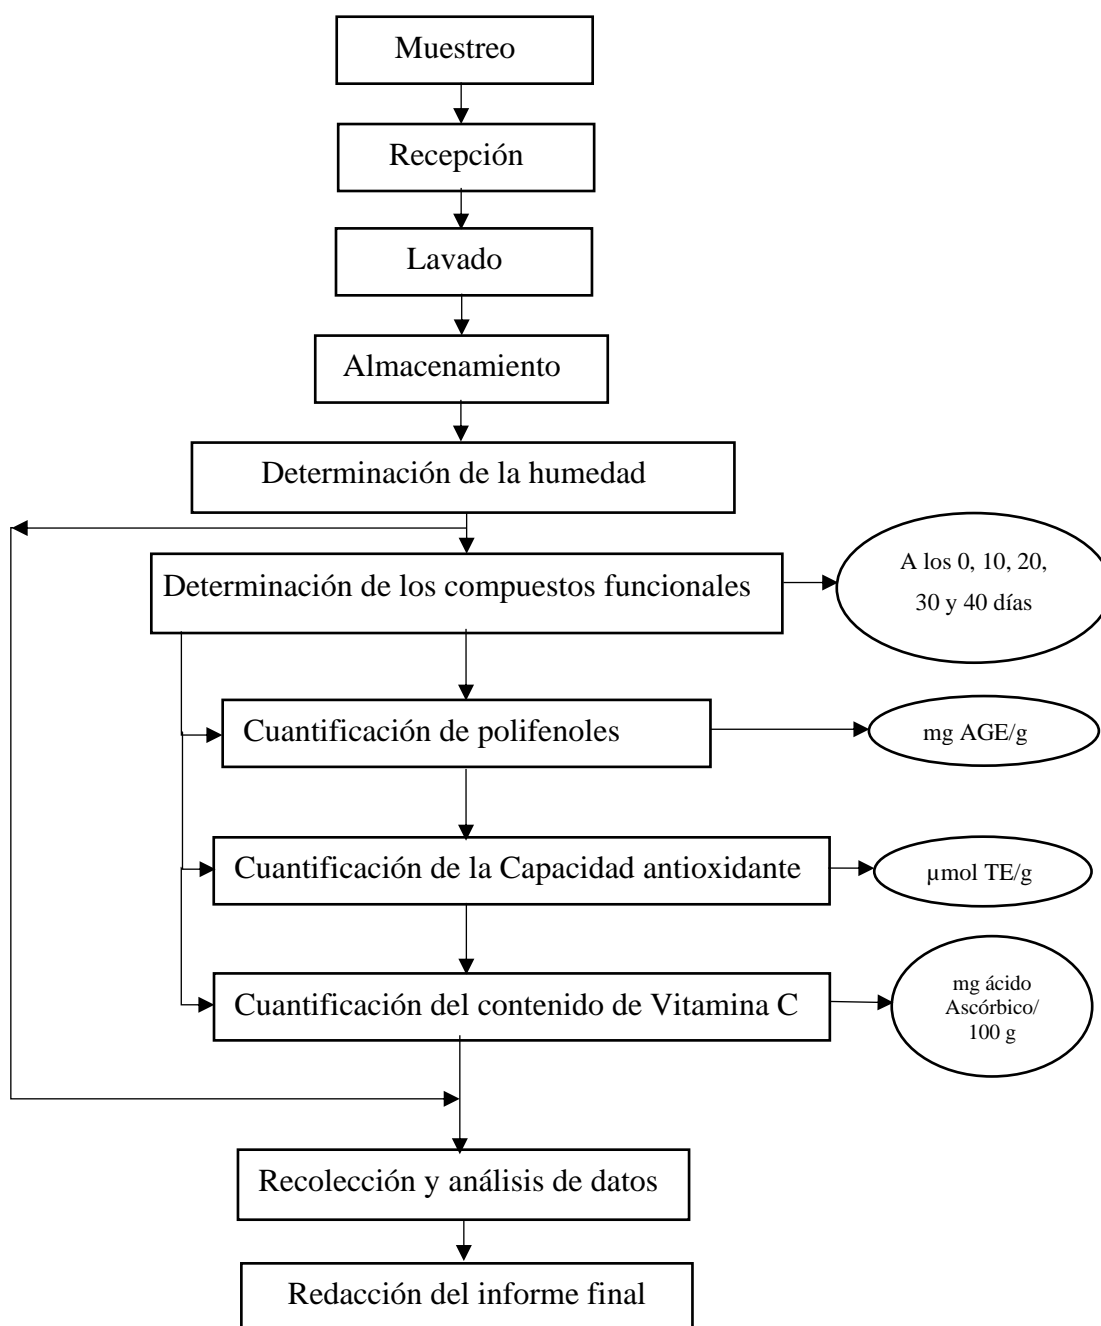 Muestreo
Recepción
Lavado
Almacenamiento
Determinación de la humedad
Determinación de los compuestos funcionales
A los 0, 10, 20,
30 y 40 días
Cuantificación de polifenoles
mg AGE/g
Cuantificación de la Capacidad antioxidante
µmol TE/g
Cuantificación del contenido de Vitamina C
mg ácido
Ascórbico/
100 g
Recolección y análisis de datos
Redacción del informe final